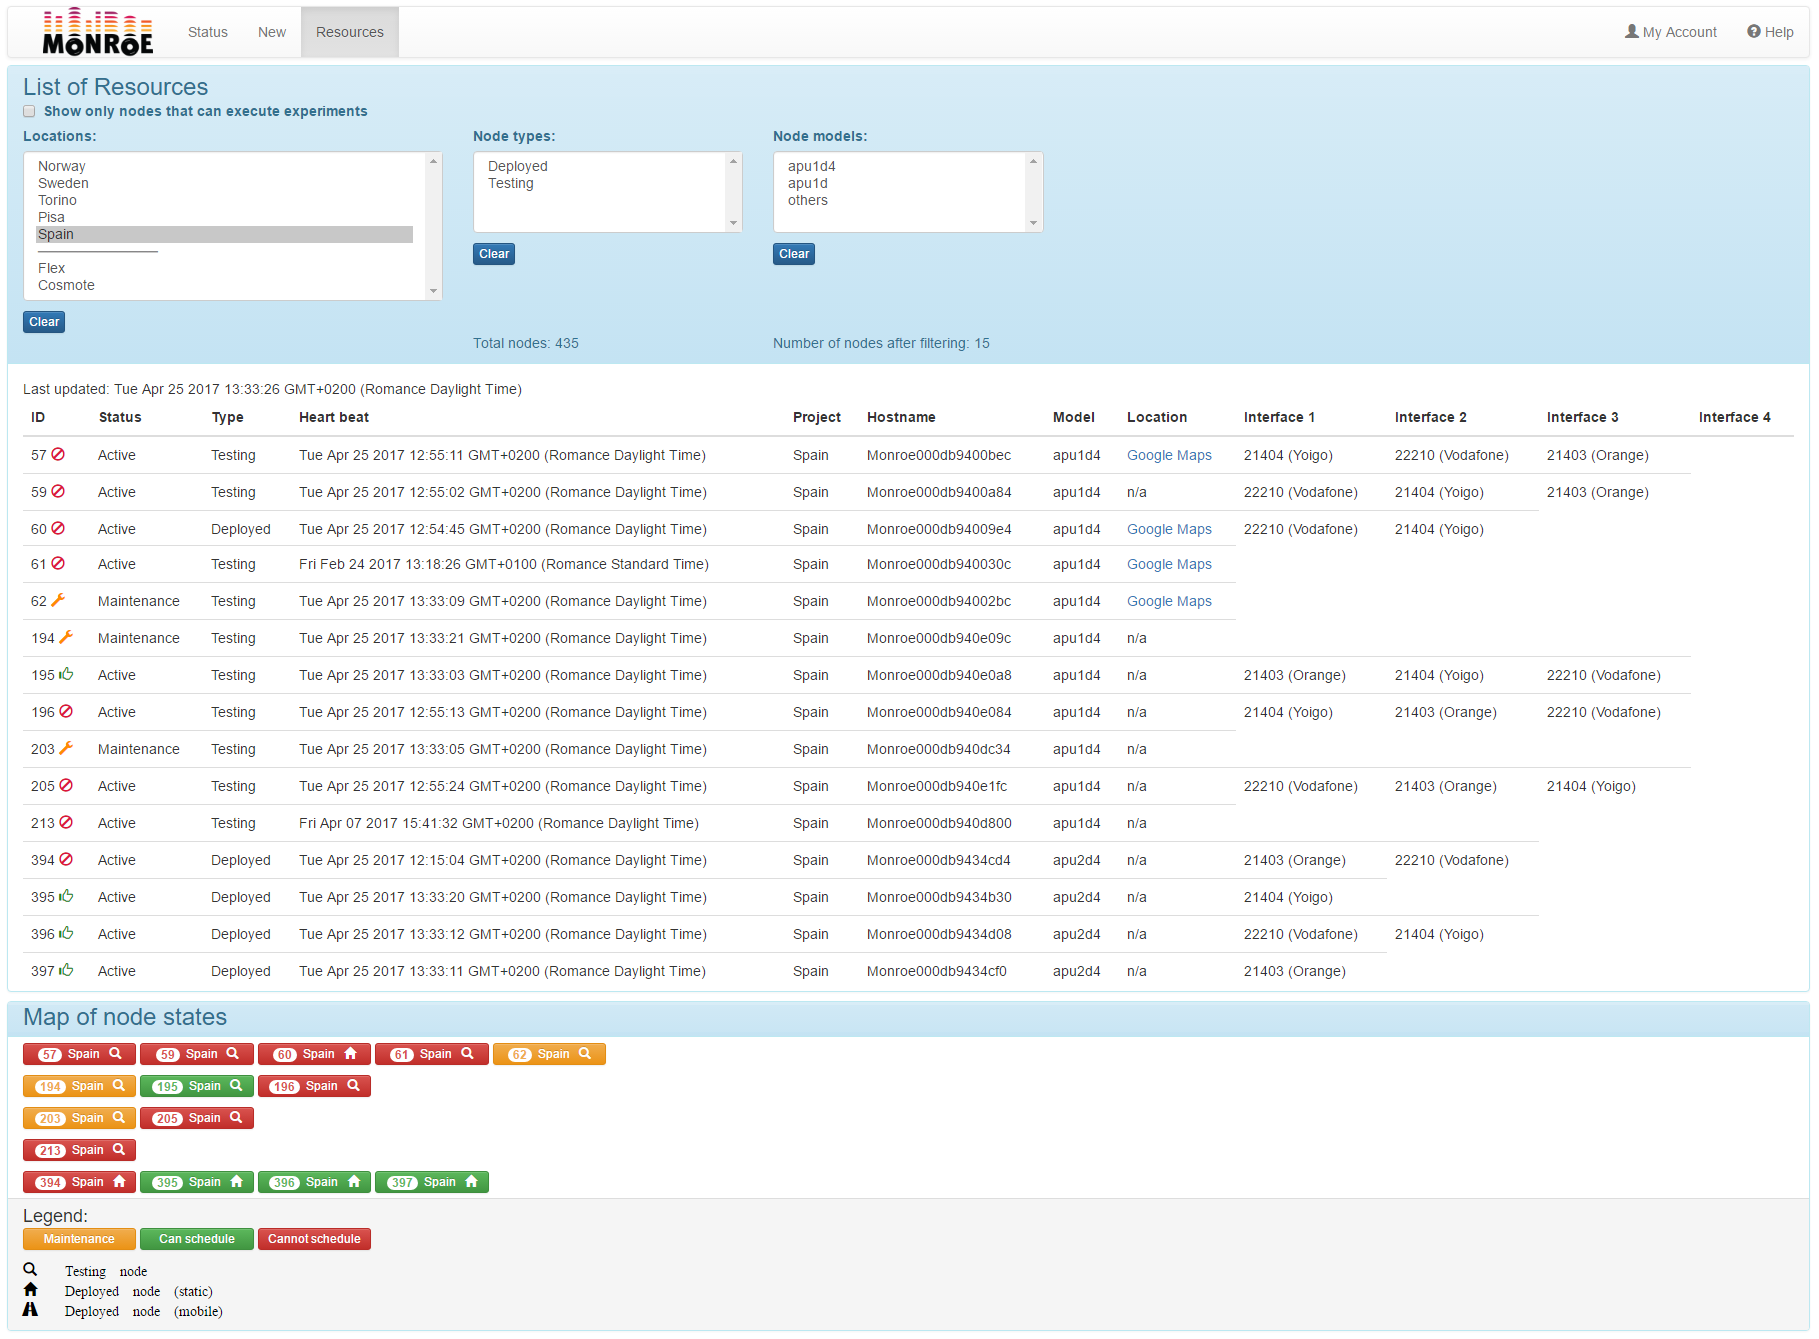 MONROE Status New Resources My Account Help
List of Resources
Show only nodes that can execute experiments
Locations: Node types: Node models:
Norway Deployed apu1d4
Sweden Testing apu1d
Torino others
Pisa
Spain
Clear Clear
Flex
Cosmote
Clear
Total nodes: 435 Number of nodes after filtering: 15
Last updated: Tue Apr 25 2017 13:33:26 GMT+0200 (Romance Daylight Time)
ID Status Type Heart beat Project Hostname Model Location Interface 1 Interface 2 Interface 3 Interface 4
57 Active Testing Tue Apr 25 2017 12:55:11 GMT+0200 (Romance Daylight Time) Spain Monroe000db9400bec apu1d4 Google Maps 21404 (Yoigo) 22210 (Vodafone) 21403 (Orange)
59 Active Testing Tue Apr 25 2017 12:55:02 GMT+0200 (Romance Daylight Time) Spain Monroe000db9400a84 apu1d4 n/a 22210 (Vodafone) 21404 (Yoigo) 21403 (Orange)
60 Active Deployed Tue Apr 25 2017 12:54:45 GMT+0200 (Romance Daylight Time) Spain Monroe000db94009e4 apu1d4 Google Maps 22210 (Vodafone) 21404 (Yoigo)
61 Active Testing Fri Feb 24 2017 13:18:26 GMT+0100 (Romance Standard Time) Spain Monroe000db940030c apu1d4 Google Maps
62 Maintenance Testing Tue Apr 25 2017 13:33:09 GMT+0200 (Romance Daylight Time) Spain Monroe000db94002bc apu1d4 Google Maps
194 Maintenance Testing Tue Apr 25 2017 13:33:21 GMT+0200 (Romance Daylight Time) Spain Monroe000db940e09c apu1d4 n/a
195 Active Testing Tue Apr 25 2017 13:33:03 GMT+0200 (Romance Daylight Time) Spain Monroe000db940e0a8 apu1d4 n/a 21403 (Orange) 21404 (Yoigo) 22210 (Vodafone)
196 Active Testing Tue Apr 25 2017 12:55:13 GMT+0200 (Romance Daylight Time) Spain Monroe000db940e084 apu1d4 n/a 21404 (Yoigo) 21403 (Orange) 22210 (Vodafone)
203 Maintenance Testing Tue Apr 25 2017 13:33:05 GMT+0200 (Romance Daylight Time) Spain Monroe000db940dc34 apu1d4 n/a
205 Active Testing Tue Apr 25 2017 12:55:24 GMT+0200 (Romance Daylight Time) Spain Monroe000db940e1fc apu1d4 n/a 22210 (Vodafone) 21403 (Orange) 21404 (Yoigo)
213 Active Testing Fri Apr 07 2017 15:41:32 GMT+0200 (Romance Daylight Time) Spain Monroe000db940d800 apu1d4 n/a
394 Active Deployed Tue Apr 25 2017 12:15:04 GMT+0200 (Romance Daylight Time) Spain Monroe000db9434cd4 apu2d4 n/a 21403 (Orange) 22210 (Vodafone)
395 Active Deployed Tue Apr 25 2017 13:33:20 GMT+0200 (Romance Daylight Time) Spain Monroe000db9434b30 apu2d4 n/a 21404 (Yoigo)
396 Active Deployed Tue Apr 25 2017 13:33:12 GMT+0200 (Romance Daylight Time) Spain Monroe000db9434d08 apu2d4 n/a 22210 (Vodafone) 21404 (Yoigo)
397 Active Deployed Tue Apr 25 2017 13:33:11 GMT+0200 (Romance Daylight Time) Spain Monroe000db9434cf0 apu2d4 n/a 21403 (Orange)
Map of node states
57 Spain 59 Spain 60 Spain 61 Spain 62 Spain
194 Spain 195 Spain 196 Spain
203 Spain 205 Spain
213 Spain
394 Spain 395 Spain 396 Spain 397 Spain
Legend:
Maintenance Can schedule Cannot schedule
Testing node
Deployed node (static)
Deployed node (mobile)